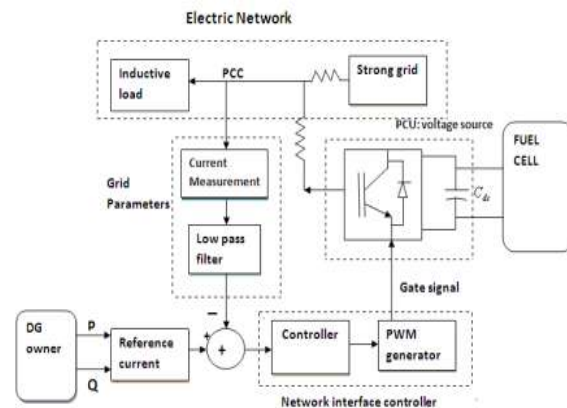 Electric Network
Inductive
load
PCC
Strong grid
PCU: voltage source
FUEL
CELL
C_dc
Current
Measurement
Grid
Parameters
Low pass
filter
Gate signal
DG
owner
P
Q
Reference
current
−
+
+
Controller
PWM
generator
Network interface controller